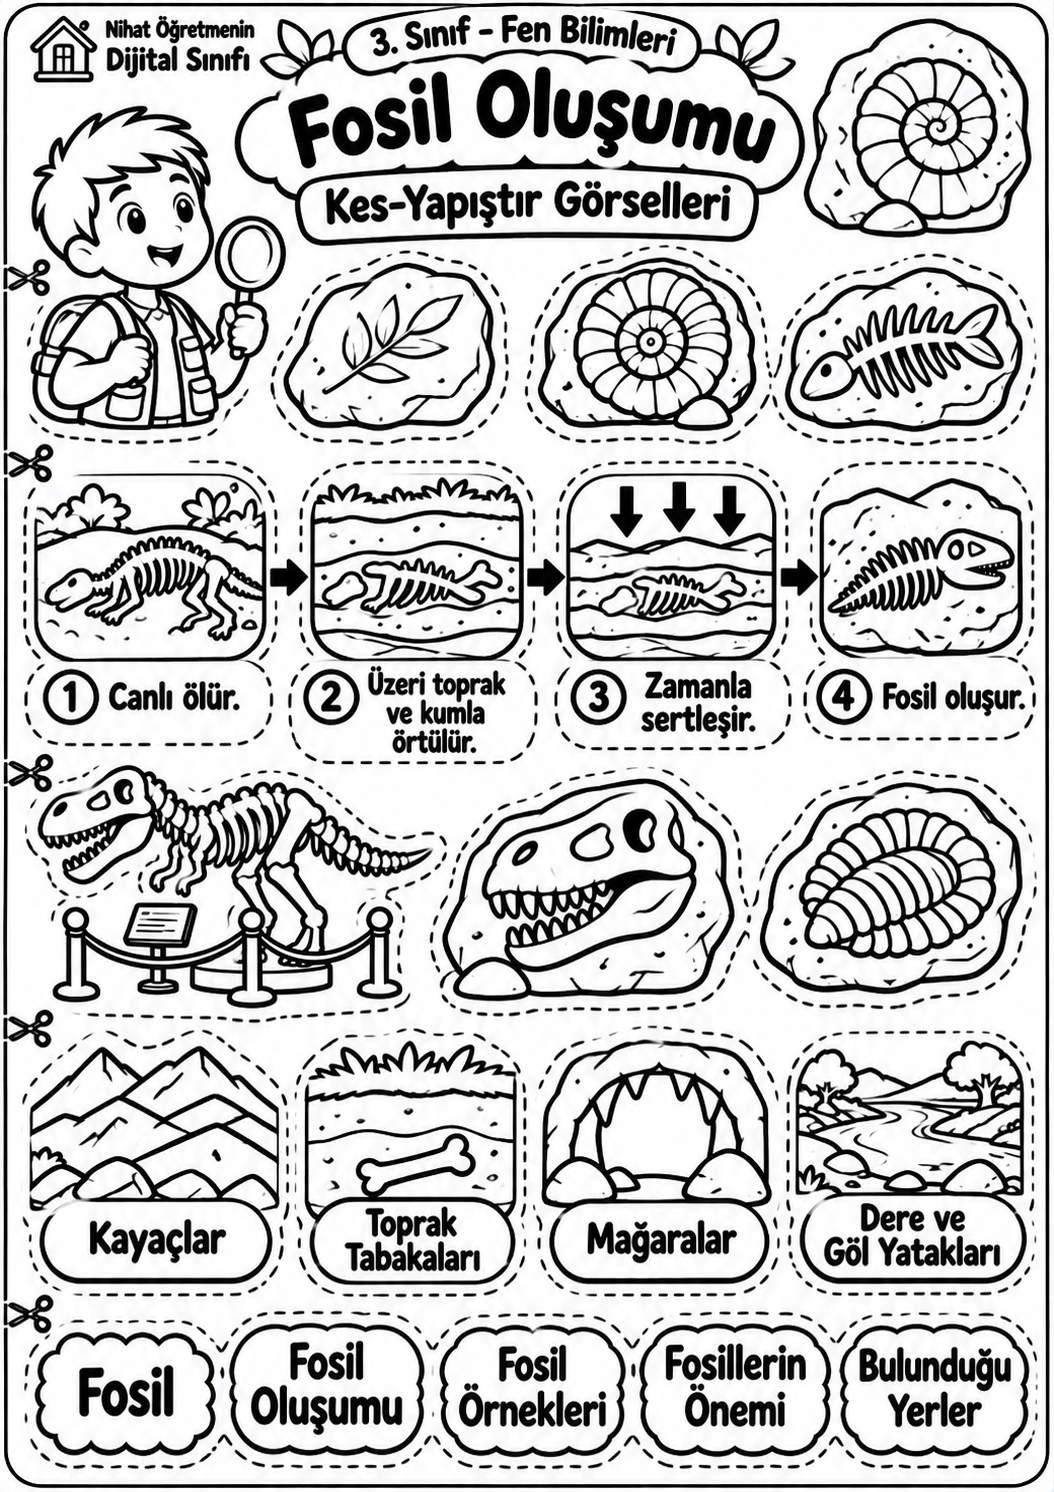 Nihat Öğretmenin
Dijital Sınıfı
3. Sınıf - Fen Bilimleri
Fosil Oluşumu
Kes-Yapıştır Görselleri
1 Canlı ölür.
2 Üzeri toprak
ve kumla
örtülür.
3 Zamanla
sertleşir.
4 Fosil oluşur.
Kayaçlar
Toprak
Tabakaları
Mağaralar
Dere ve
Göl Yatakları
Fosil
Fosil
Oluşumu
Fosil
Örnekleri
Fosillerin
Önemi
Bulunduğu
Yerler